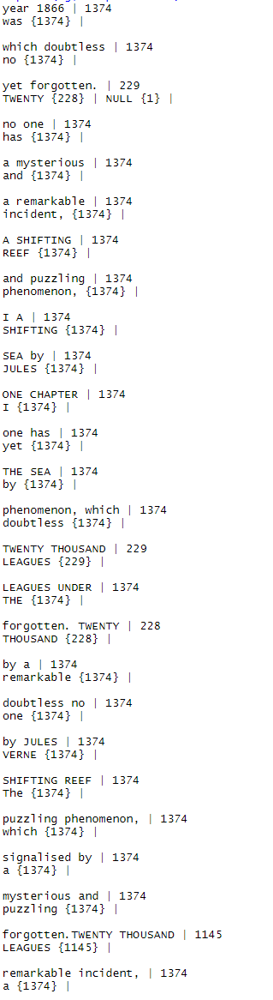 year 1866 | 1374
was {1374} |
which doubtless | 1374
no {1374} |
yet forgotten. | 229
TWENTY {228} | NULL {1} |
no one | 1374
has {1374} |
a mysterious | 1374
and {1374} |
a remarkable | 1374
incident, {1374} |
A SHIFTING | 1374
REEF {1374} |
and puzzling | 1374
phenomenon, {1374} |
I A | 1374
SHIFTING {1374} |
SEA by | 1374
JULES {1374} |
ONE CHAPTER | 1374
I {1374} |
one has | 1374
yet {1374} |
THE SEA | 1374
by {1374} |
phenomenon, which | 1374
doubtless {1374} |
TWENTY THOUSAND | 229
LEAGUES {229} |
LEAGUES UNDER | 1374
THE {1374} |
forgotten. TWENTY | 228
THOUSAND {228} |
by a | 1374
remarkable {1374} |
doubtless no | 1374
one {1374} |
by JULES | 1374
VERNE {1374} |
SHIFTING REEF | 1374
The {1374} |
puzzling phenomenon, | 1374
which {1374} |
signalised by | 1374
a {1374} |
mysterious and | 1374
puzzling {1374} |
forgotten.TWENTY THOUSAND | 1145
LEAGUES {1145} |
remarkable incident, | 1374
a {1374} |